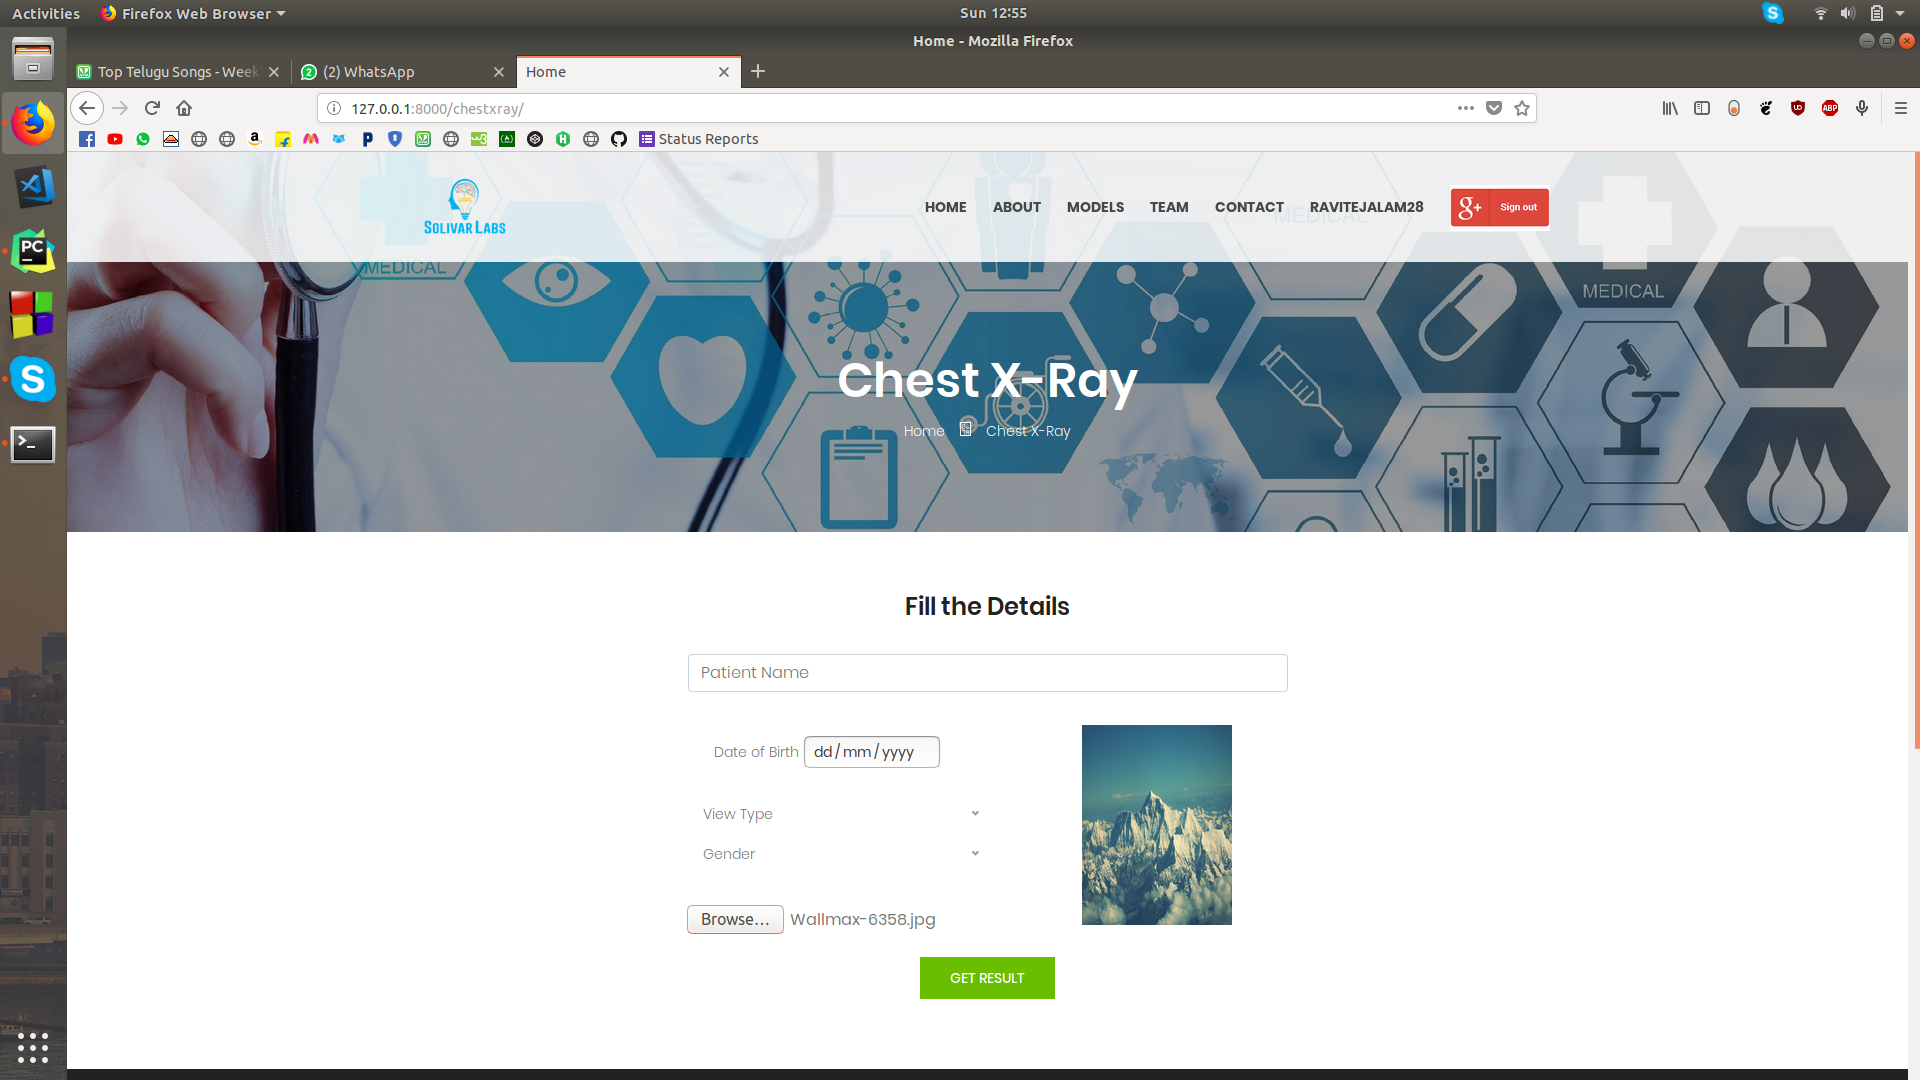 Activities
Firefox Web Browser
Sun 12:55
Home - Mozilla Firefox
Top Telugu Songs - Week
(2) WhatsApp
Home
127.0.0.1:8000/chestxray/
Status Reports
SOLIVAR LABS
HOME
ABOUT
MODELS
TEAM
CONTACT
RAVITEJALAM28
Sign out
MEDICAL
MEDICAL
MEDICAL
Chest X-Ray
Home
Chest X-Ray
Fill the Details
Patient Name
Date of Birth dd / mm / yyyy
View Type
Gender
Browse... Wallmax-6358.jpg
GET RESULT